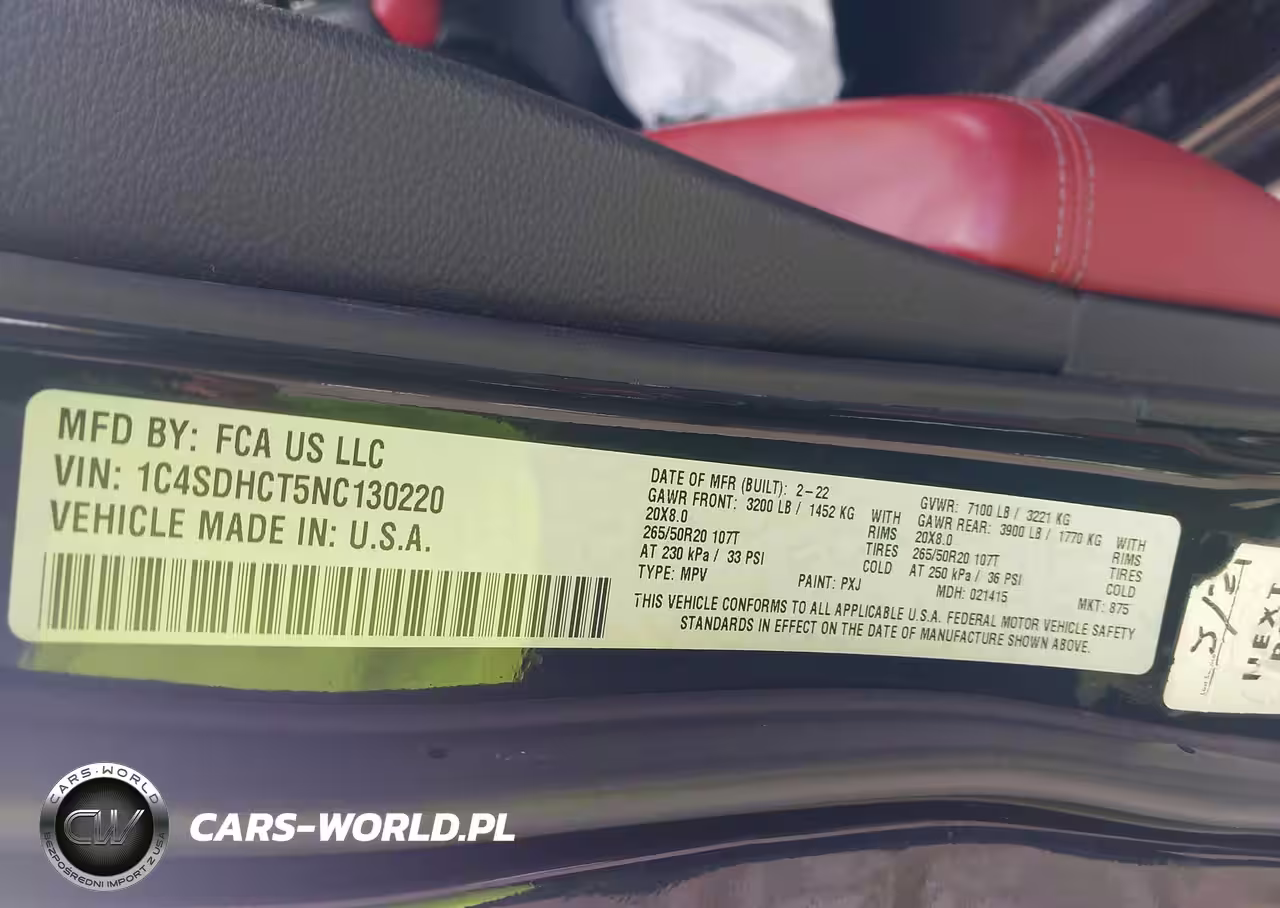 MFD BY: FCA US LLC
VIN: 1C4SDHCT5NC130220
VEHICLE MADE IN: U.S.A.
DATE OF MFR (BUILT): 2-22
GAWR FRONT: 3200 LB / 1452 KG WITH
20X8.0 RIMS
265/50R20 107T TIRES
AT 230 kPa / 33 PSI COLD
TYPE: MPV PAINT: PXJ
GVWR: 7100 LB / 3221 KG
GAWR REAR: 3900 LB / 1770 KG WITH
20X8.0 RIMS
265/50R20 107T TIRES
AT 250 kPa / 36 PSI COLD
MDH: 021415 MKT: 875
THIS VEHICLE CONFORMS TO ALL APPLICABLE U.S.A. FEDERAL MOTOR VEHICLE SAFETY
STANDARDS IN EFFECT ON THE DATE OF MANUFACTURE SHOWN ABOVE.
NEXT
CARS-WORLD
CW
BEZPOŚREDNI IMPORT Z USA
CARS-WORLD.PL